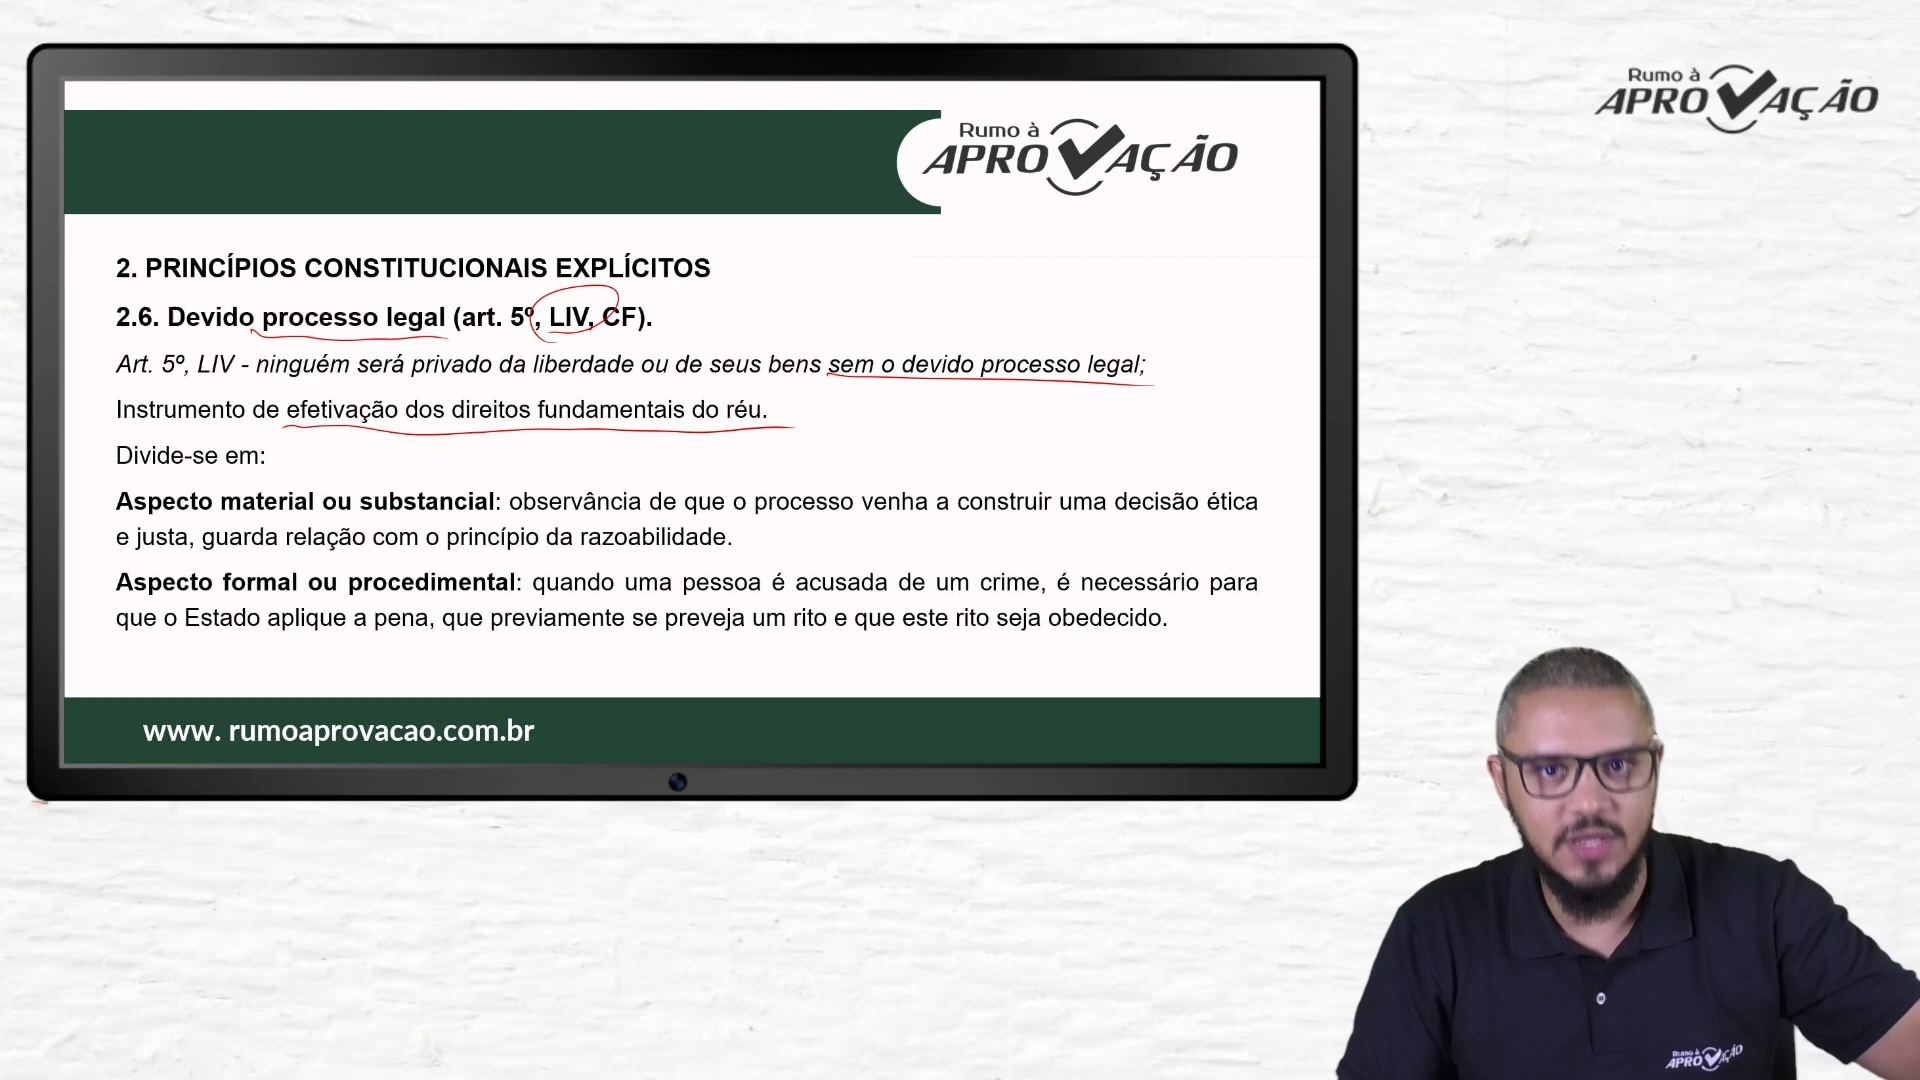 Rumo à
APROVAÇÃO
Rumo à
APROVAÇÃO
2. PRINCÍPIOS CONSTITUCIONAIS EXPLÍCITOS
2.6. Devido processo legal (art. 5º, LIV, CF).
Art. 5º, LIV - ninguém será privado da liberdade ou de seus bens sem o devido processo legal;
Instrumento de efetivação dos direitos fundamentais do réu.
Divide-se em:
Aspecto material ou substancial: observância de que o processo venha a construir uma decisão ética
e justa, guarda relação com o princípio da razoabilidade.
Aspecto formal ou procedimental: quando uma pessoa é acusada de um crime, é necessário para
que o Estado aplique a pena, que previamente se preveja um rito e que este rito seja obedecido.
www. rumoaprovacao.com.br
Rumo à
APROVAÇÃO